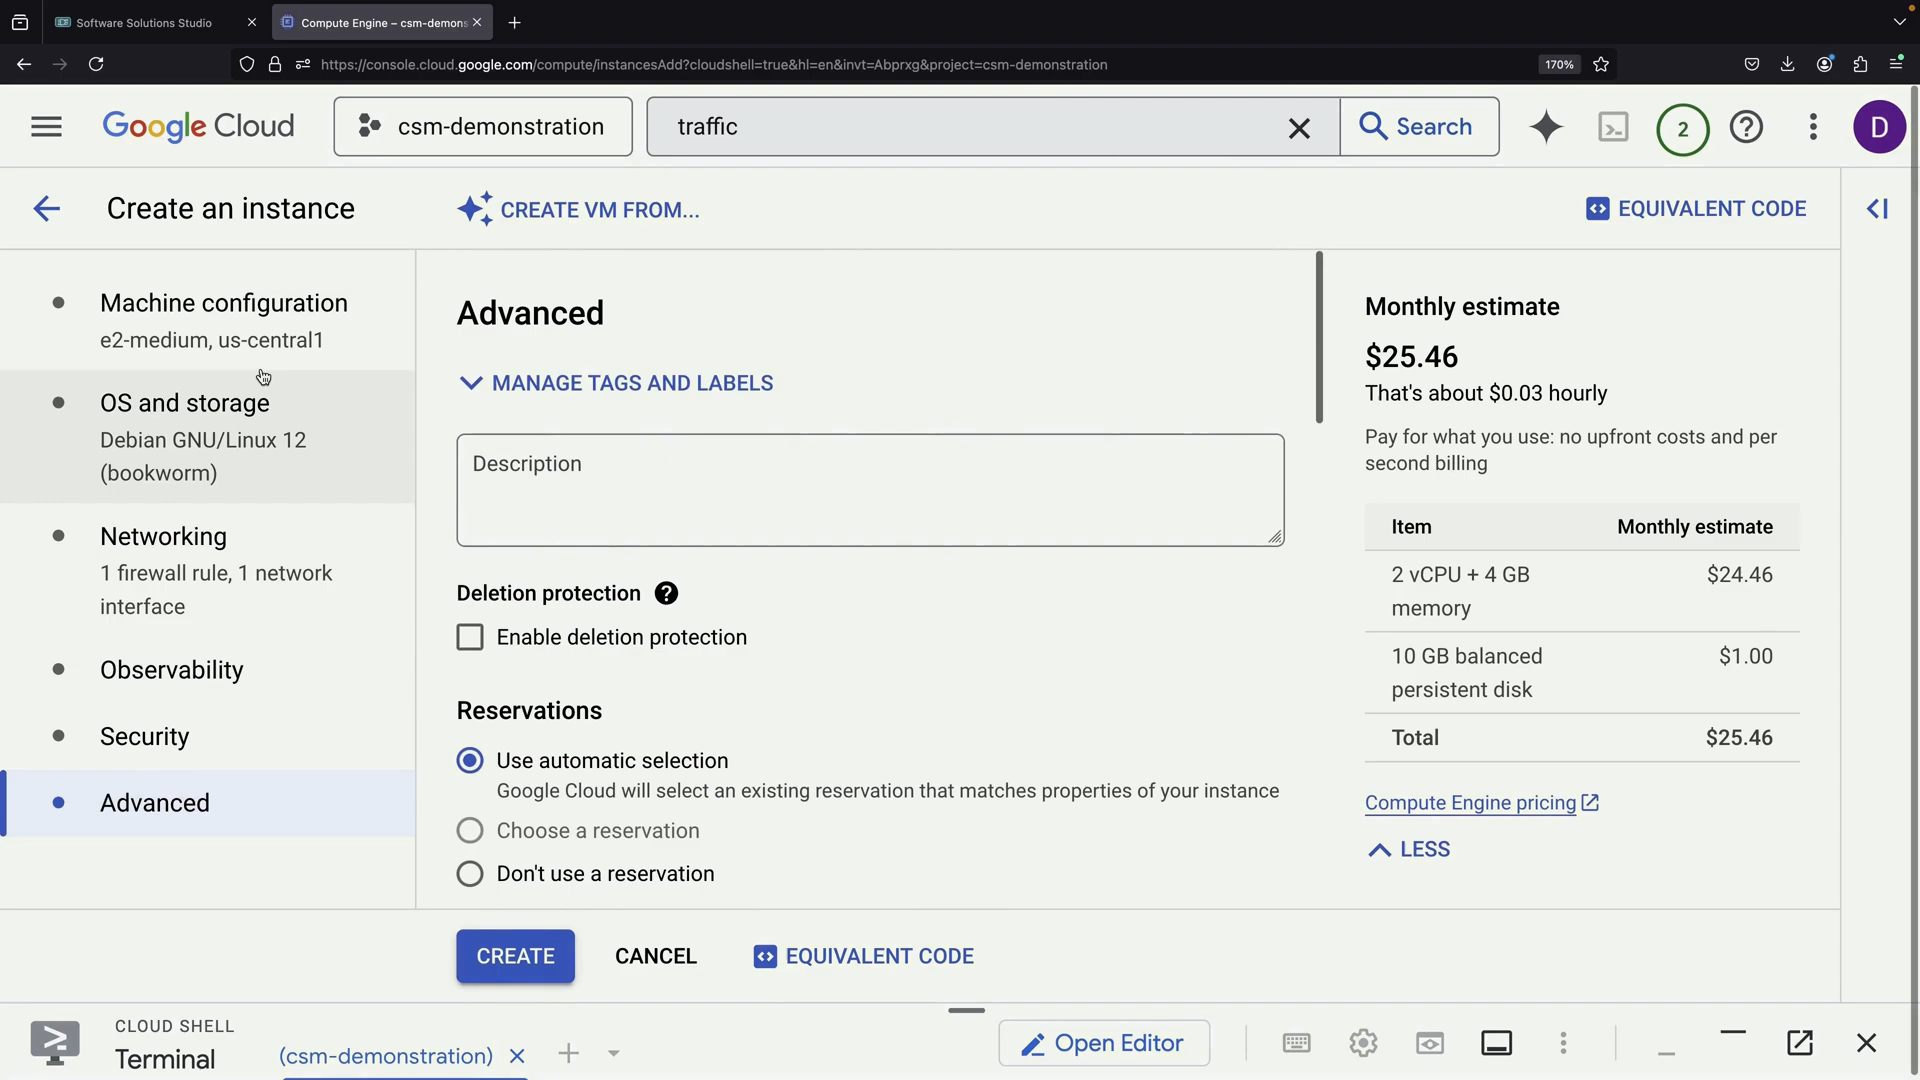 Software Solutions Studio
Compute Engine – csm-demons
https://console.cloud.google.com/compute/instancesAdd?cloudshell=true&hl=en&invt=Abprxg&project=csm-demonstration
170%
Google Cloud
csm-demonstration
traffic
Search
2
D
Create an instance
CREATE VM FROM...
EQUIVALENT CODE
Machine configuration
e2-medium, us-central1
OS and storage
Debian GNU/Linux 12
(bookworm)
Networking
1 firewall rule, 1 network
interface
Observability
Security
Advanced
Advanced
MANAGE TAGS AND LABELS
Description
Deletion protection
Enable deletion protection
Reservations
Use automatic selection
Google Cloud will select an existing reservation that matches properties of your instance
Choose a reservation
Don't use a reservation
Monthly estimate
$25.46
That's about $0.03 hourly
Pay for what you use: no upfront costs and per
second billing
Item Monthly estimate
2 vCPU + 4 GB $24.46
memory
10 GB balanced $1.00
persistent disk
Total $25.46
Compute Engine pricing
LESS
CREATE
CANCEL
EQUIVALENT CODE
CLOUD SHELL
Terminal
(csm-demonstration)
Open Editor